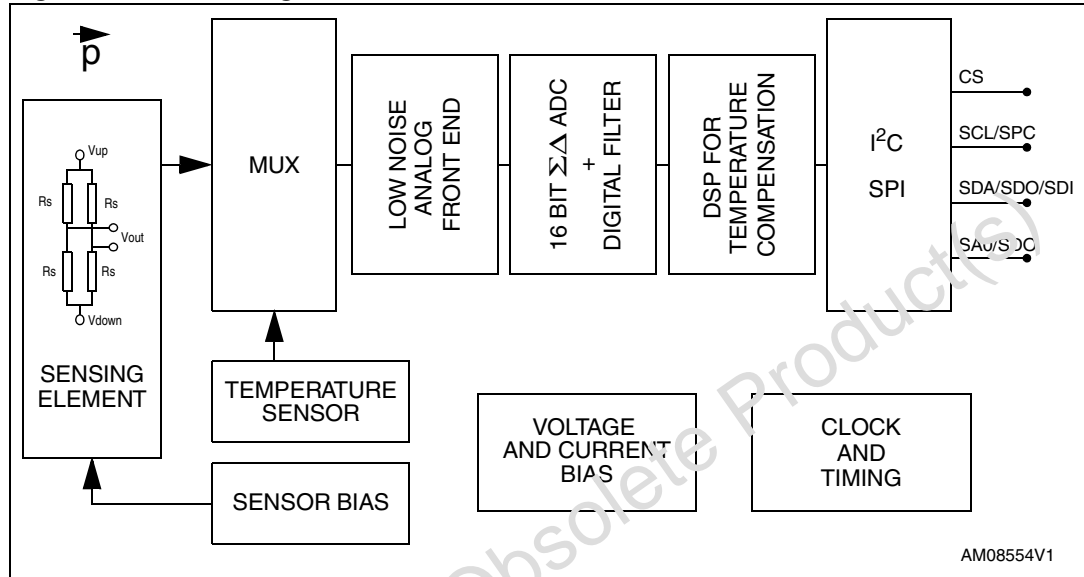 p
Vup
Rs
Rs
Vout
Rs
Rs
Vdown
SENSING
ELEMENT
MUX
TEMPERATURE
SENSOR
SENSOR BIAS
LOW NOISE
ANALOG
FRONT END
16 BIT ΣΔ ADC
+
DIGITAL FILTER
DSP FOR
TEMPERATURE
COMPENSATION
I²C
SPI
CS
SCL/SPC
SDA/SDO/SDI
SA0/SDO
VOLTAGE
AND CURRENT
BIAS
CLOCK
AND
TIMING
Obsolete Product(s)
AM08554V1